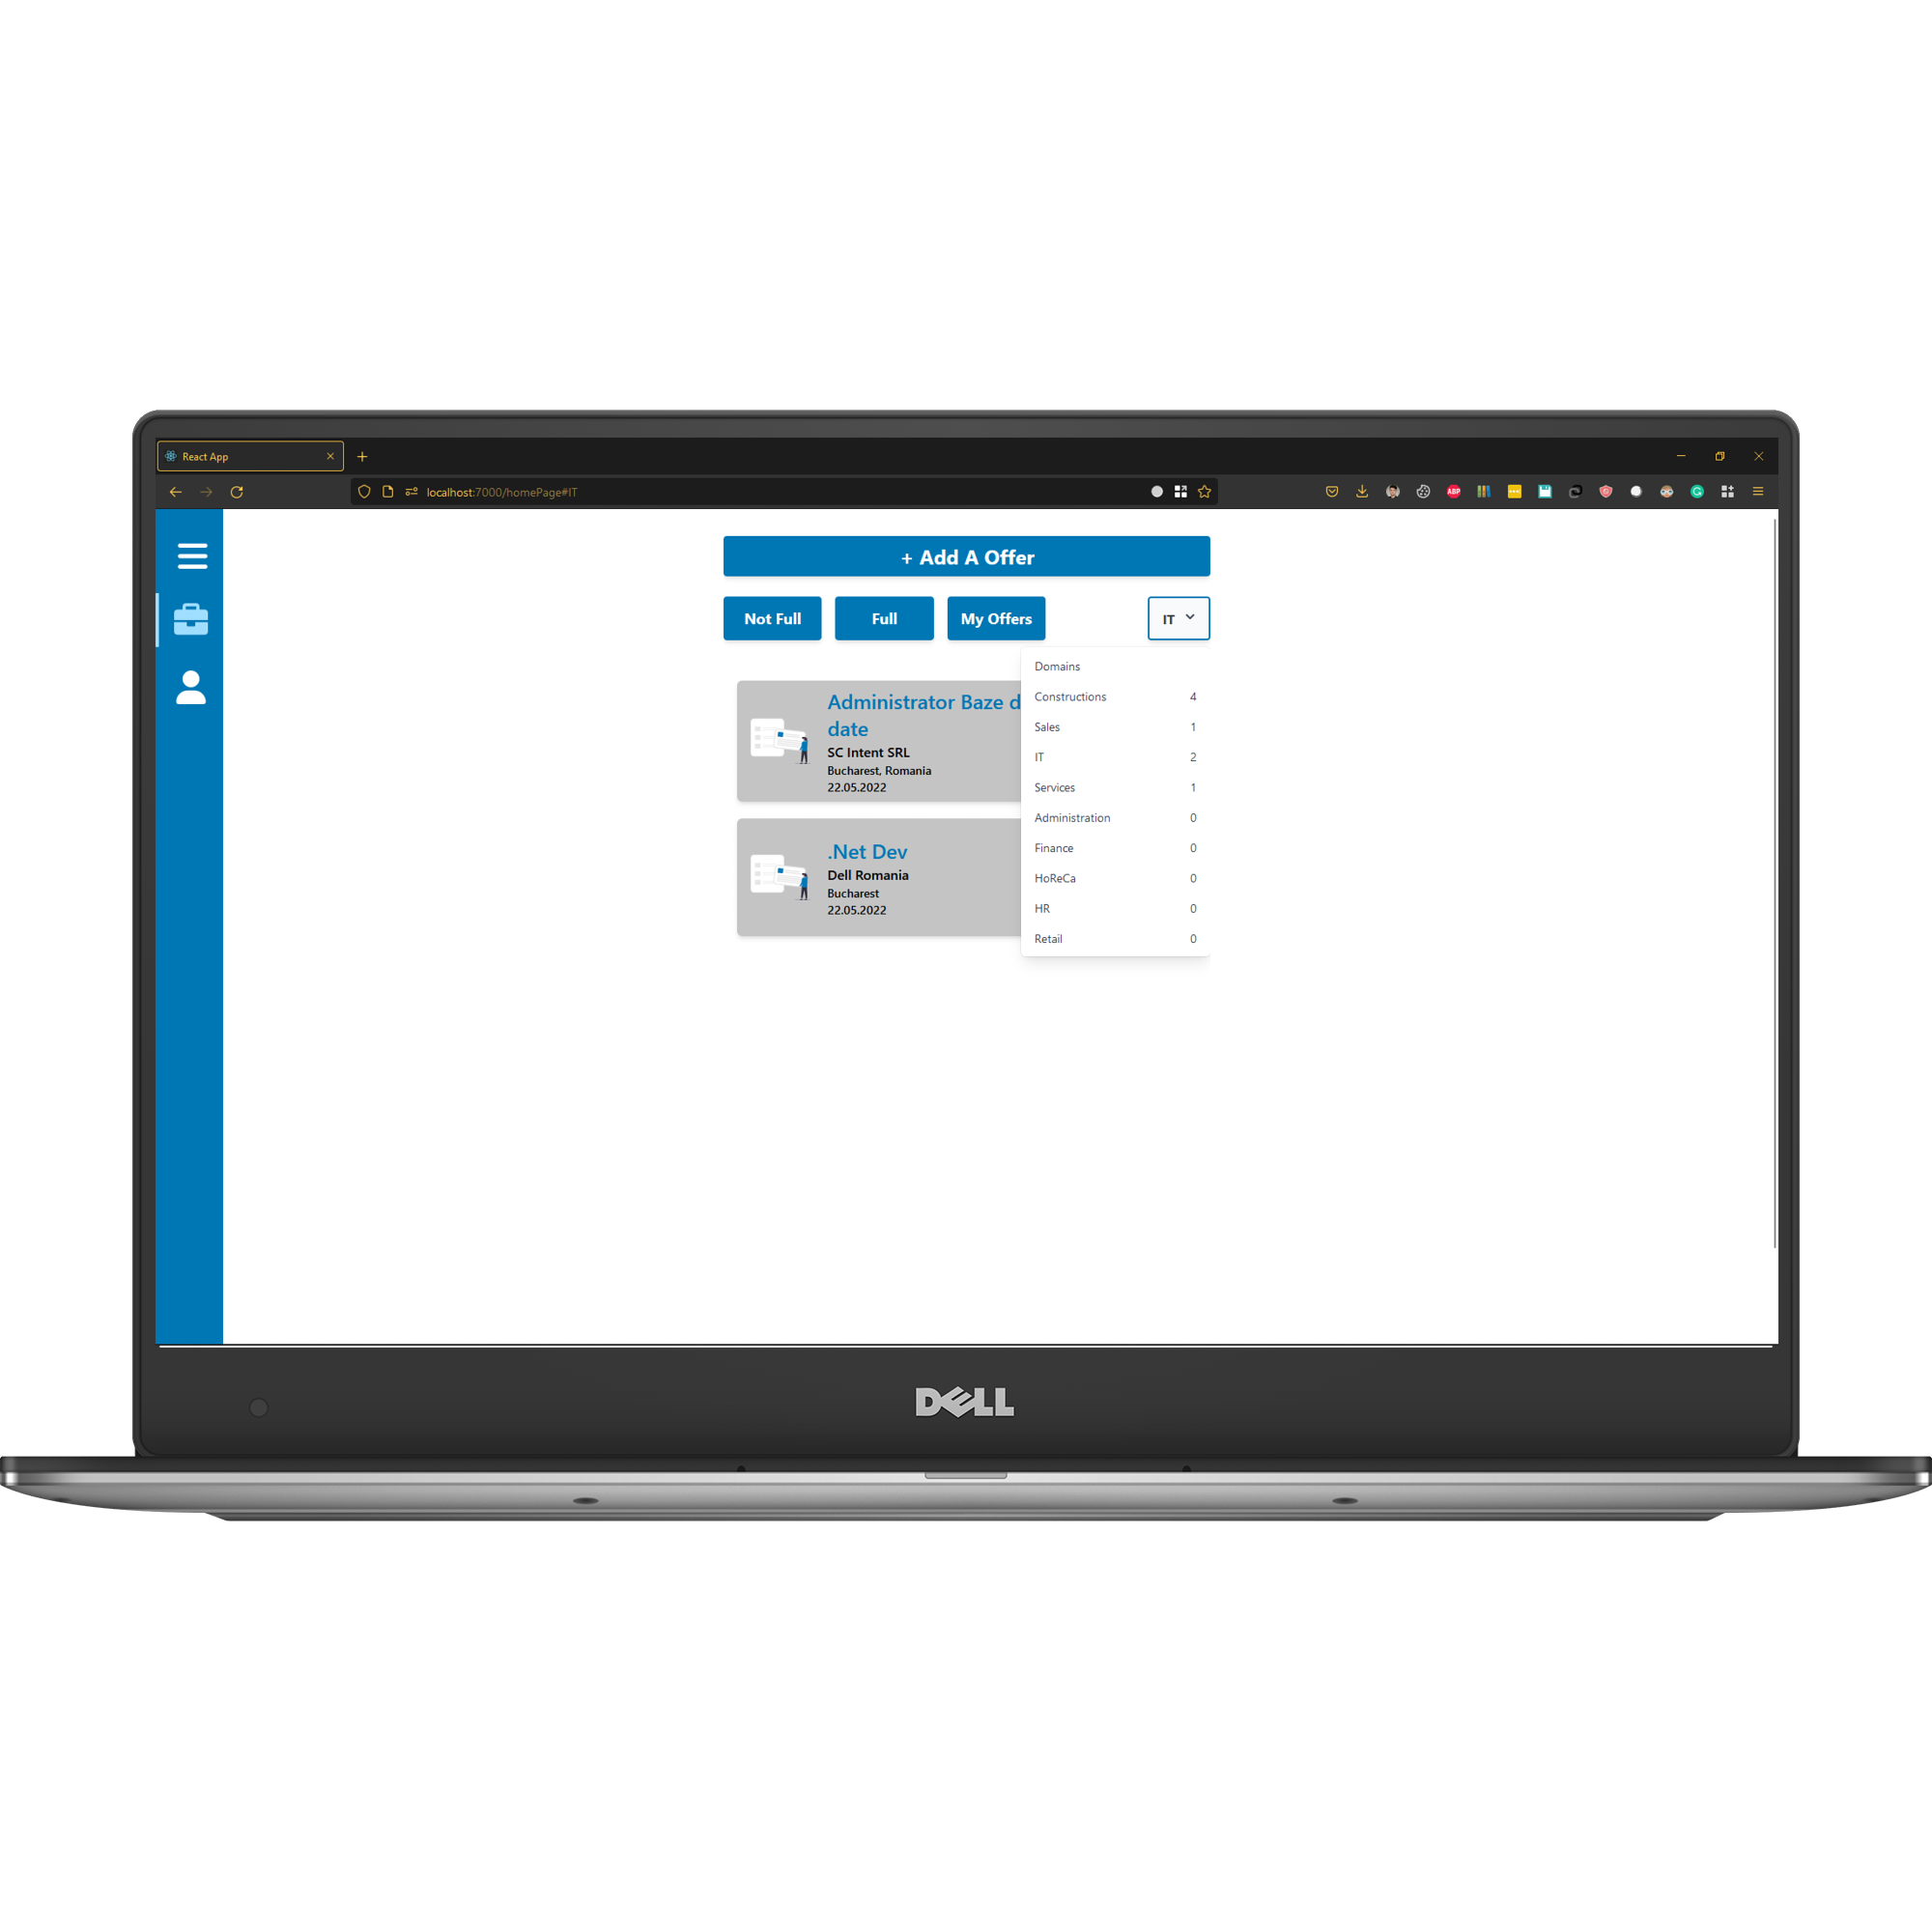 React App
localhost:7000/homePage#IT
ABP
+ Add A Offer
Not Full
Full
My Offers
IT
Domains
Constructions 4
Sales 1
IT 2
Services 1
Administration 0
Finance 0
HoReCa 0
HR 0
Retail 0
Administrator Baze d
date
SC Intent SRL
Bucharest, Romania
22.05.2022
.Net Dev
Dell Romania
Bucharest
22.05.2022
DELL